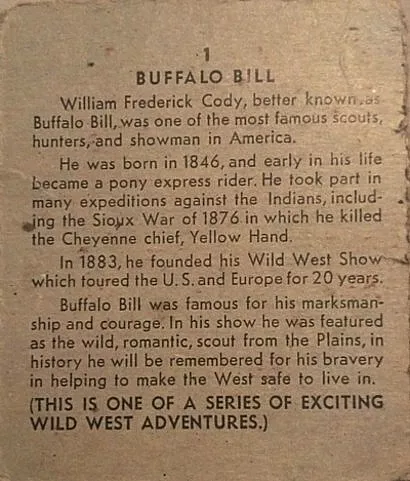 1
BUFFALO BILL
William Frederick Cody, better known as
Buffalo Bill, was one of the most famous scouts,
hunters, and showman in America.
He was born in 1846, and early in his life
became a pony express rider. He took part in
many expeditions against the Indians, includ-
ing the Sioux War of 1876 in which he killed
the Cheyenne chief, Yellow Hand.
In 1883, he founded his Wild West Show
which toured the U.S. and Europe for 20 years.
Buffalo Bill was famous for his marksman-
ship and courage. In his show he was featured
as the wild, romantic, scout from the Plains, in
history he will be remembered for his bravery
in helping to make the West safe to live in.
(THIS IS ONE OF A SERIES OF EXCITING
WILD WEST ADVENTURES.)